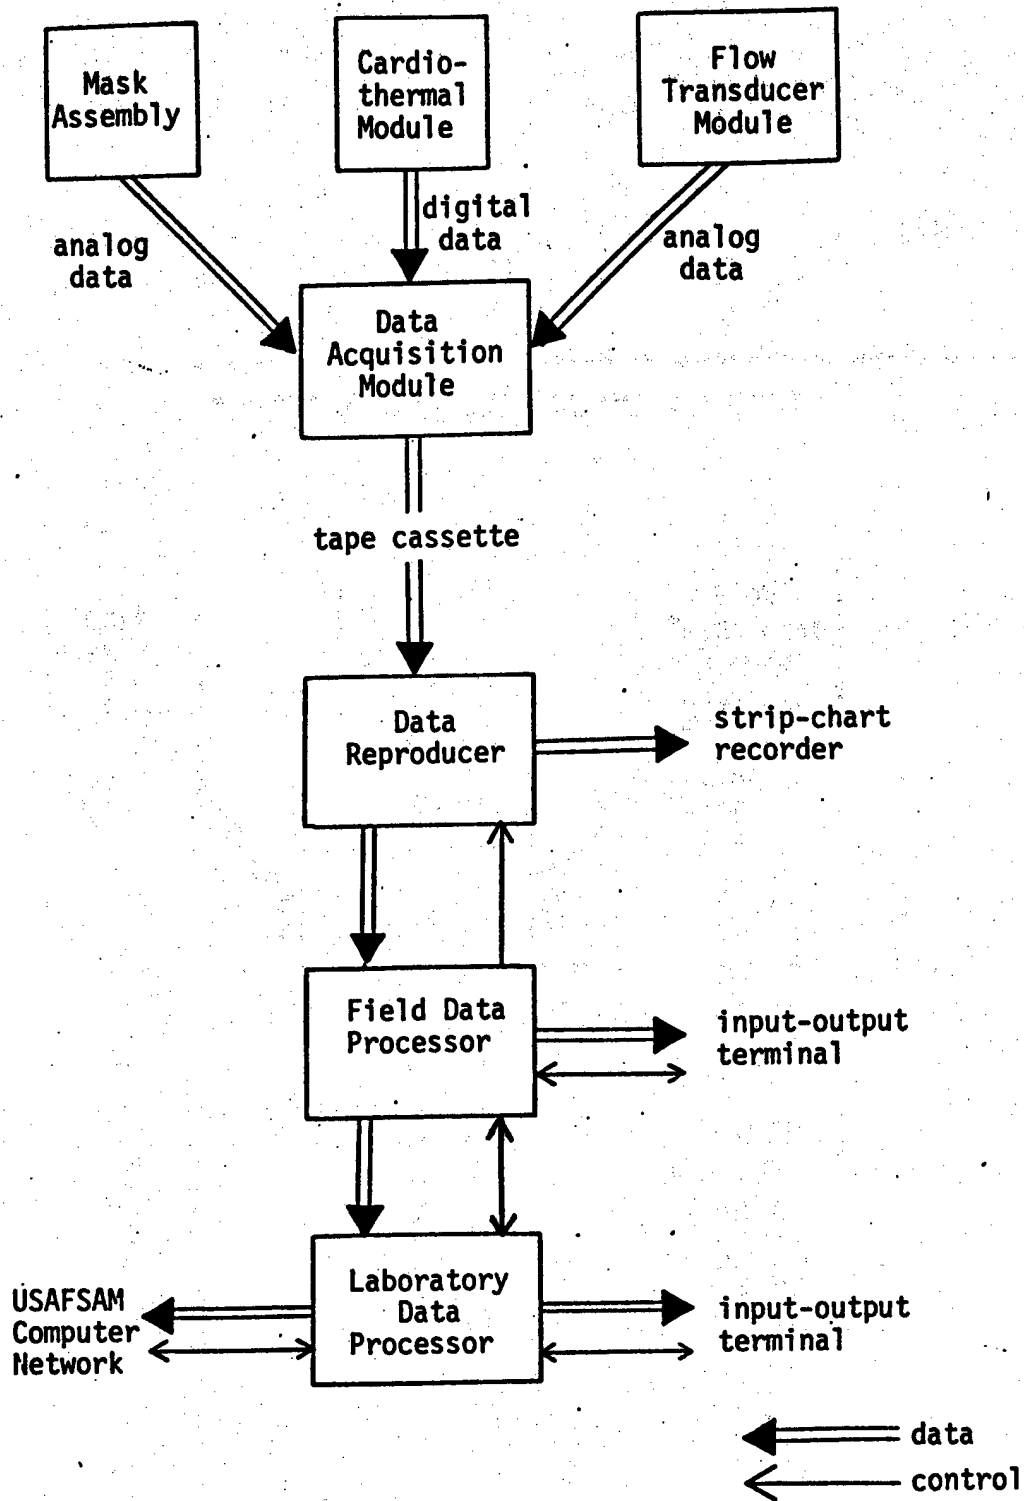 Mask
Assembly
Cardio-
thermal
Module
Flow
Transducer
Module
analog
data
digital
data
analog
data
Data
Acquisition
Module
tape cassette
Data
Reproducer
strip-chart
recorder
Field Data
Processor
input-output
terminal
Laboratory
Data
Processor
USAFSAM
Computer
Network
input-output
terminal
data
control